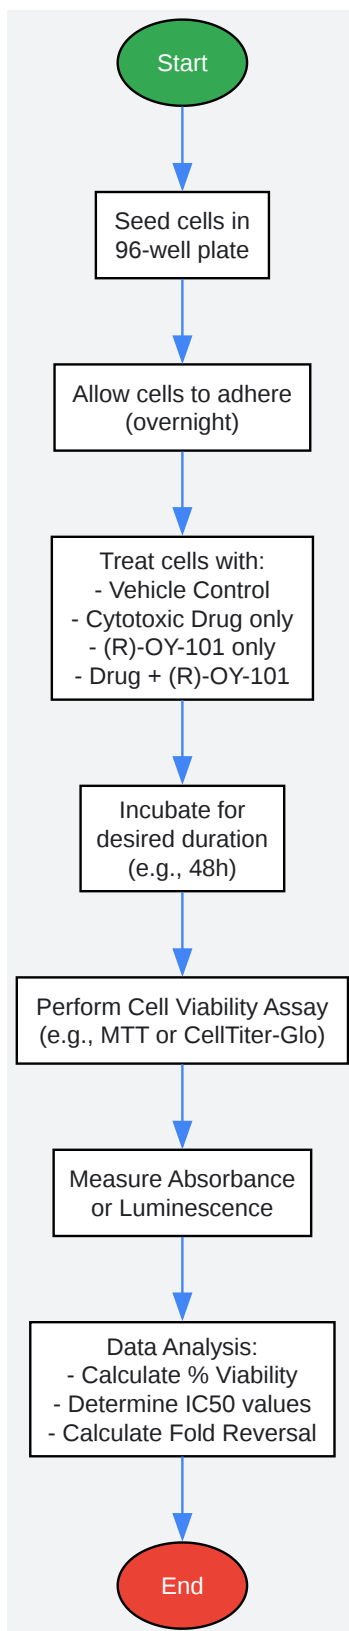 Start
Seed cells in
96-well plate
Allow cells to adhere
(overnight)
Treat cells with:
- Vehicle Control
- Cytotoxic Drug only
- (R)-OY-101 only
- Drug + (R)-OY-101
Incubate for
desired duration
(e.g., 48h)
Perform Cell Viability Assay
(e.g., MTT or CellTiter-Glo)
Measure Absorbance
or Luminescence
Data Analysis:
- Calculate % Viability
- Determine IC50 values
- Calculate Fold Reversal
End